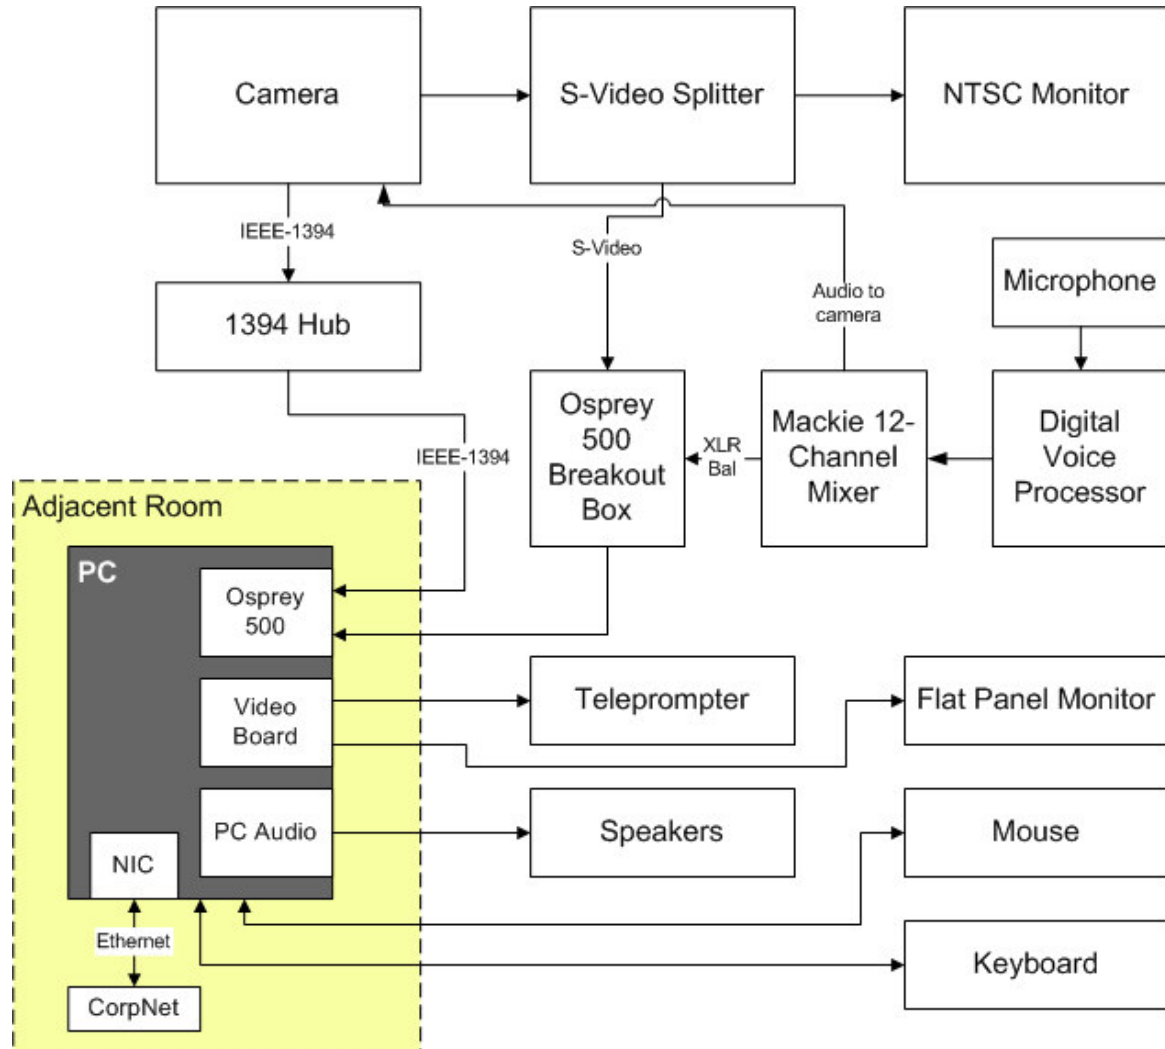 Camera
S-Video Splitter
NTSC Monitor
IEEE-1394
S-Video
Microphone
Audio to
camera
1394 Hub
Osprey
500
Breakout
Box
XLR
Bal
Mackie 12-
Channel
Mixer
Digital
Voice
Processor
IEEE-1394
Adjacent Room
PC
Osprey
500
Video
Board
Teleprompter
Flat Panel Monitor
PC Audio
Speakers
Mouse
NIC
Ethernet
Keyboard
CorpNet